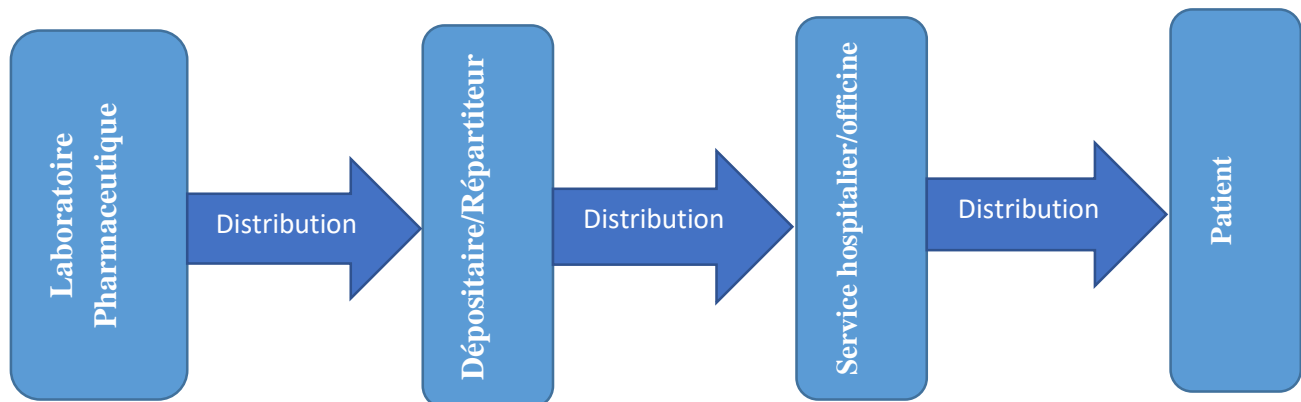 Laboratoire
Pharmaceutique
Distribution
Dépositaire/Répartiteur
Distribution
Service hospitalier/officine
Distribution
Patient